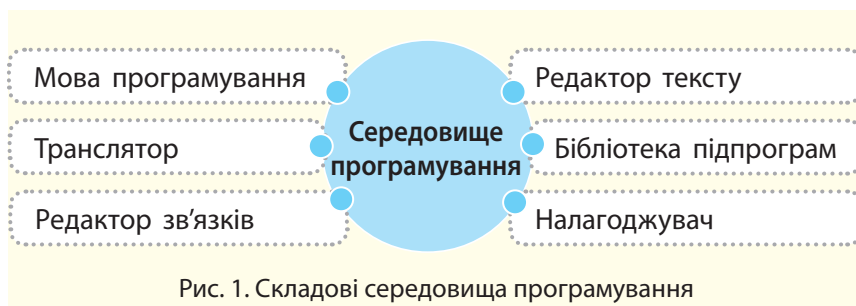 Мова програмування
Транслятор
Редактор зв'язків
Середовище
програмування
Редактор тексту
Бібліотека підпрограм
Налагоджувач
Рис. 1. Складові середовища програмування